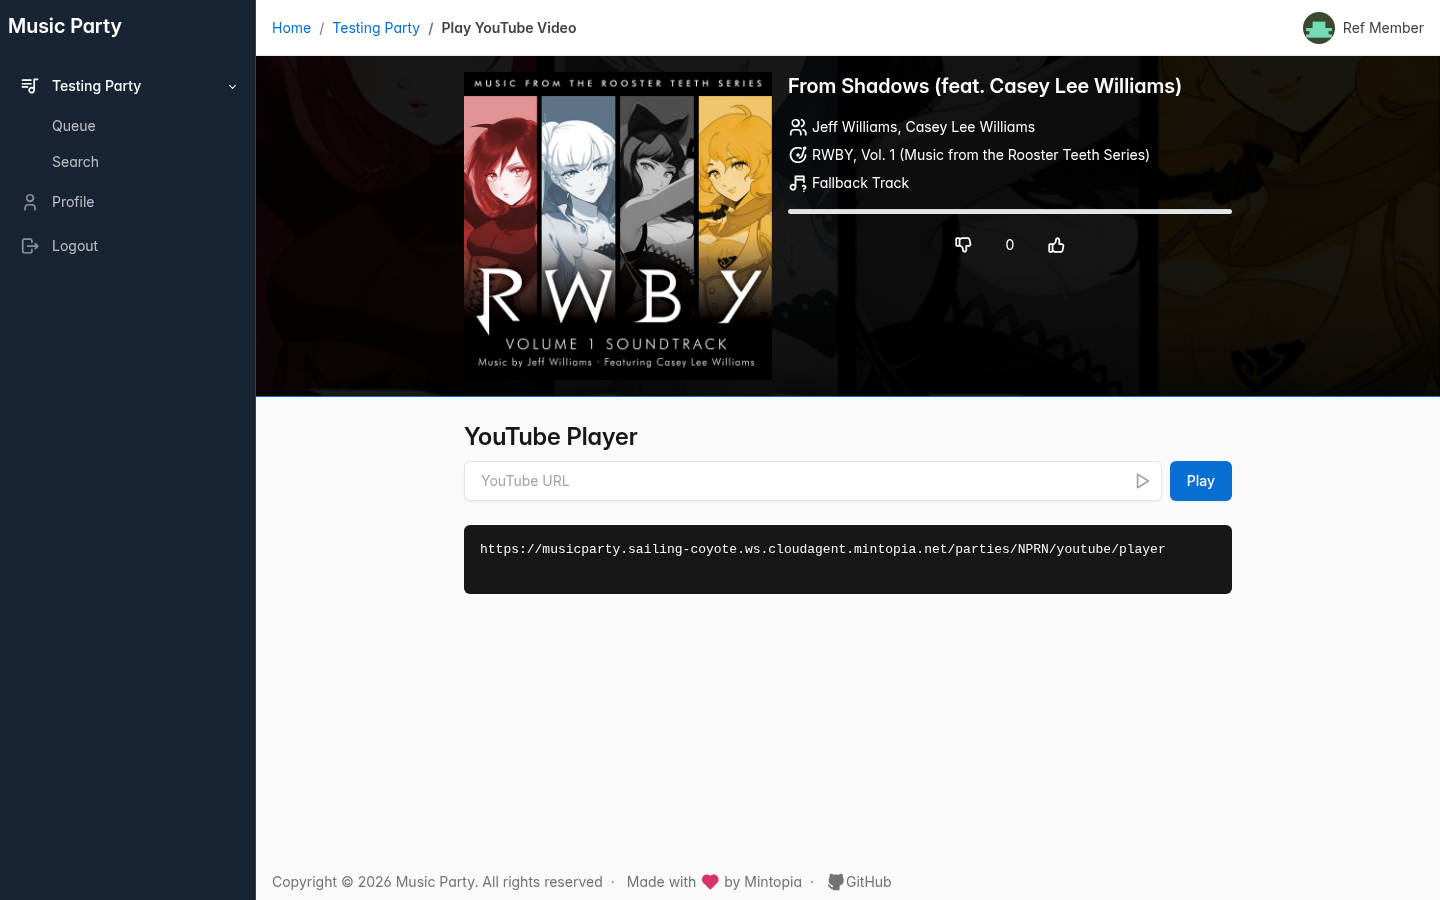 Music Party
Testing Party
Queue
Search
Profile
Logout
Home / Testing Party / Play YouTube Video
Ref Member
MUSIC FROM THE ROOSTER TEETH SERIES
RWBY
VOLUME 1 SOUNDTRACK
Music by Jeff Williams · Featuring Casey Lee Williams
From Shadows (feat. Casey Lee Williams)
Jeff Williams, Casey Lee Williams
RWBY, Vol. 1 (Music from the Rooster Teeth Series)
Fallback Track
0
YouTube Player
YouTube URL
Play
https://musicparty.sailing-coyote.ws.cloudagent.mintopia.net/parties/NPRN/youtube/player
Copyright © 2026 Music Party. All rights reserved · Made with by Mintopia · GitHub